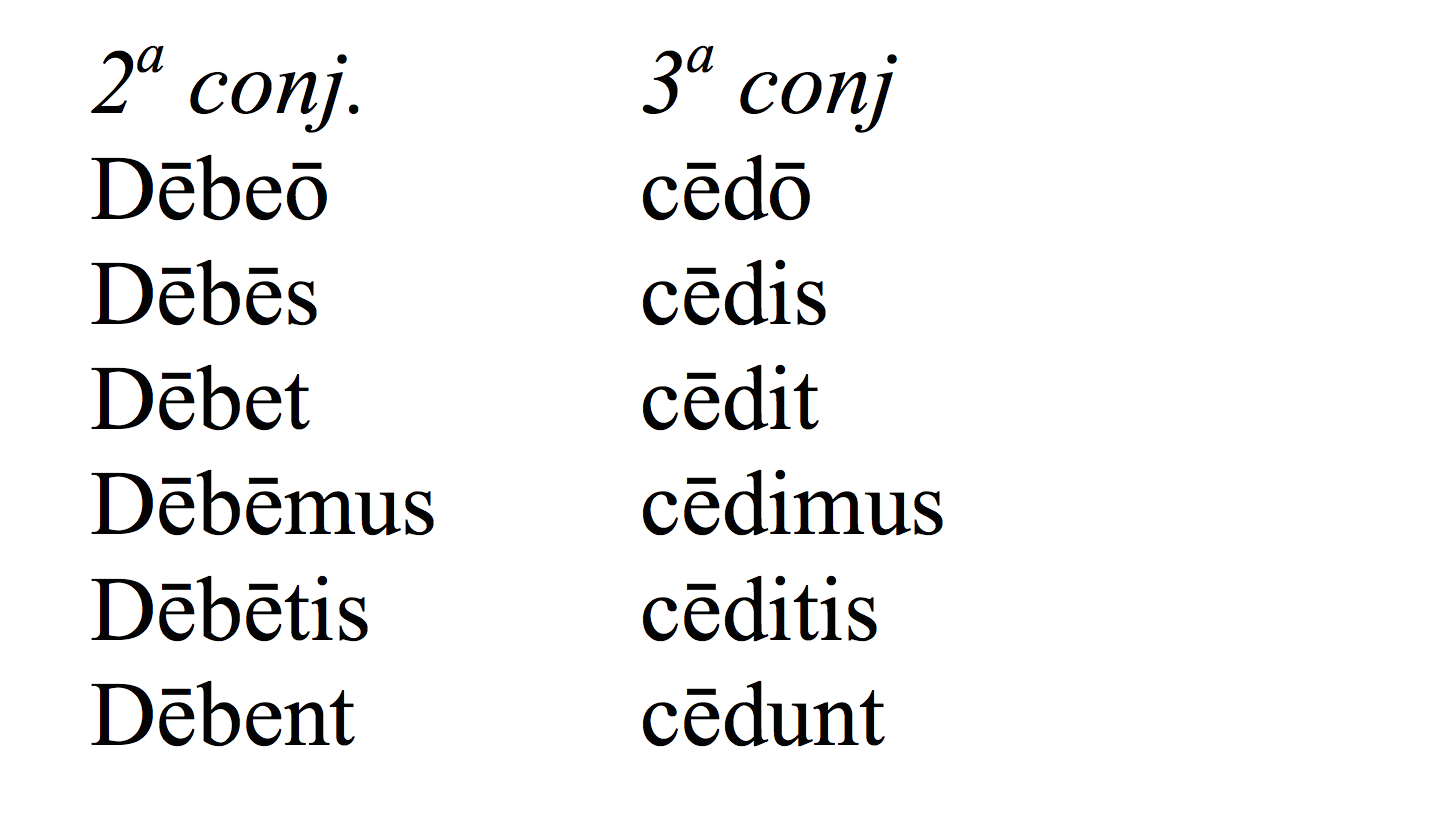 2ª conj. 3ª conj
Dēbeō cēdō
Dēbēs cēdis
Dēbet cēdit
Dēbēmus cēdimus
Dēbētis cēditis
Dēbent cēdunt